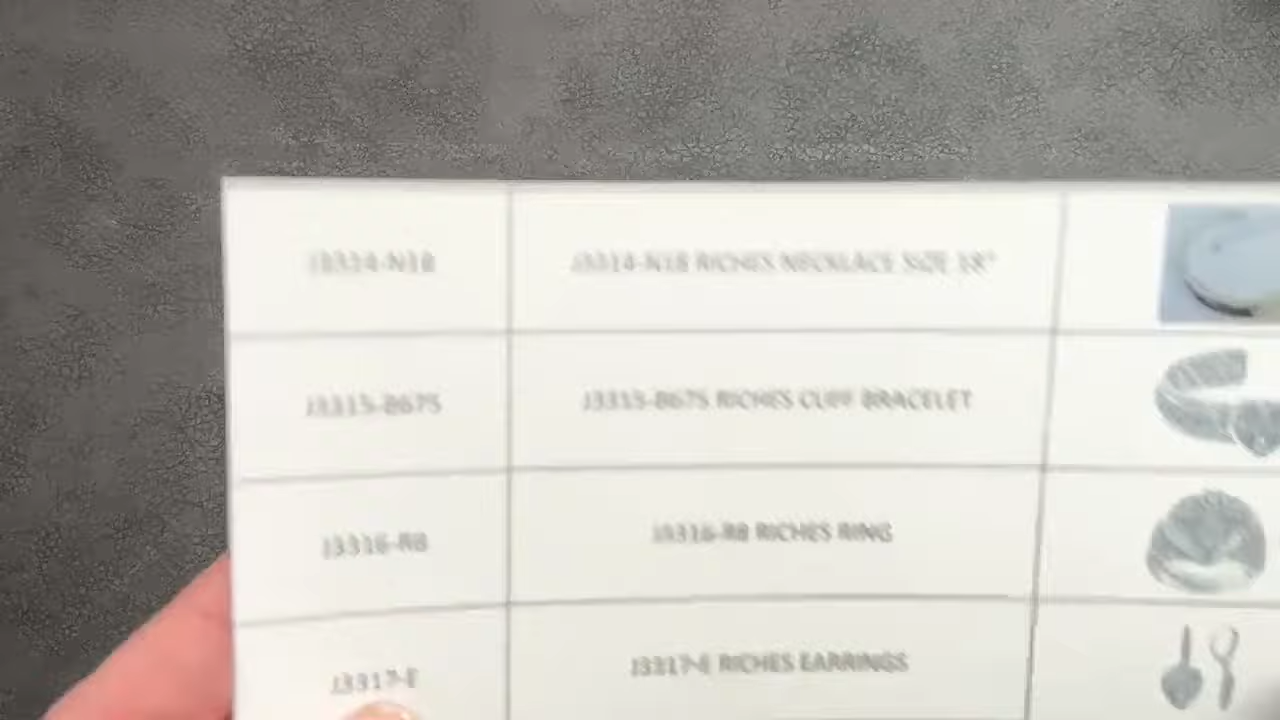 J3314-N18 J3314-N18 RICHES NECKLACE SIZE 18"
J3315-B675 J3315-B675 RICHES CUFF BRACELET
J3316-R8 J3316-R8 RICHES RING
J3317-E J3317-E RICHES EARRINGS